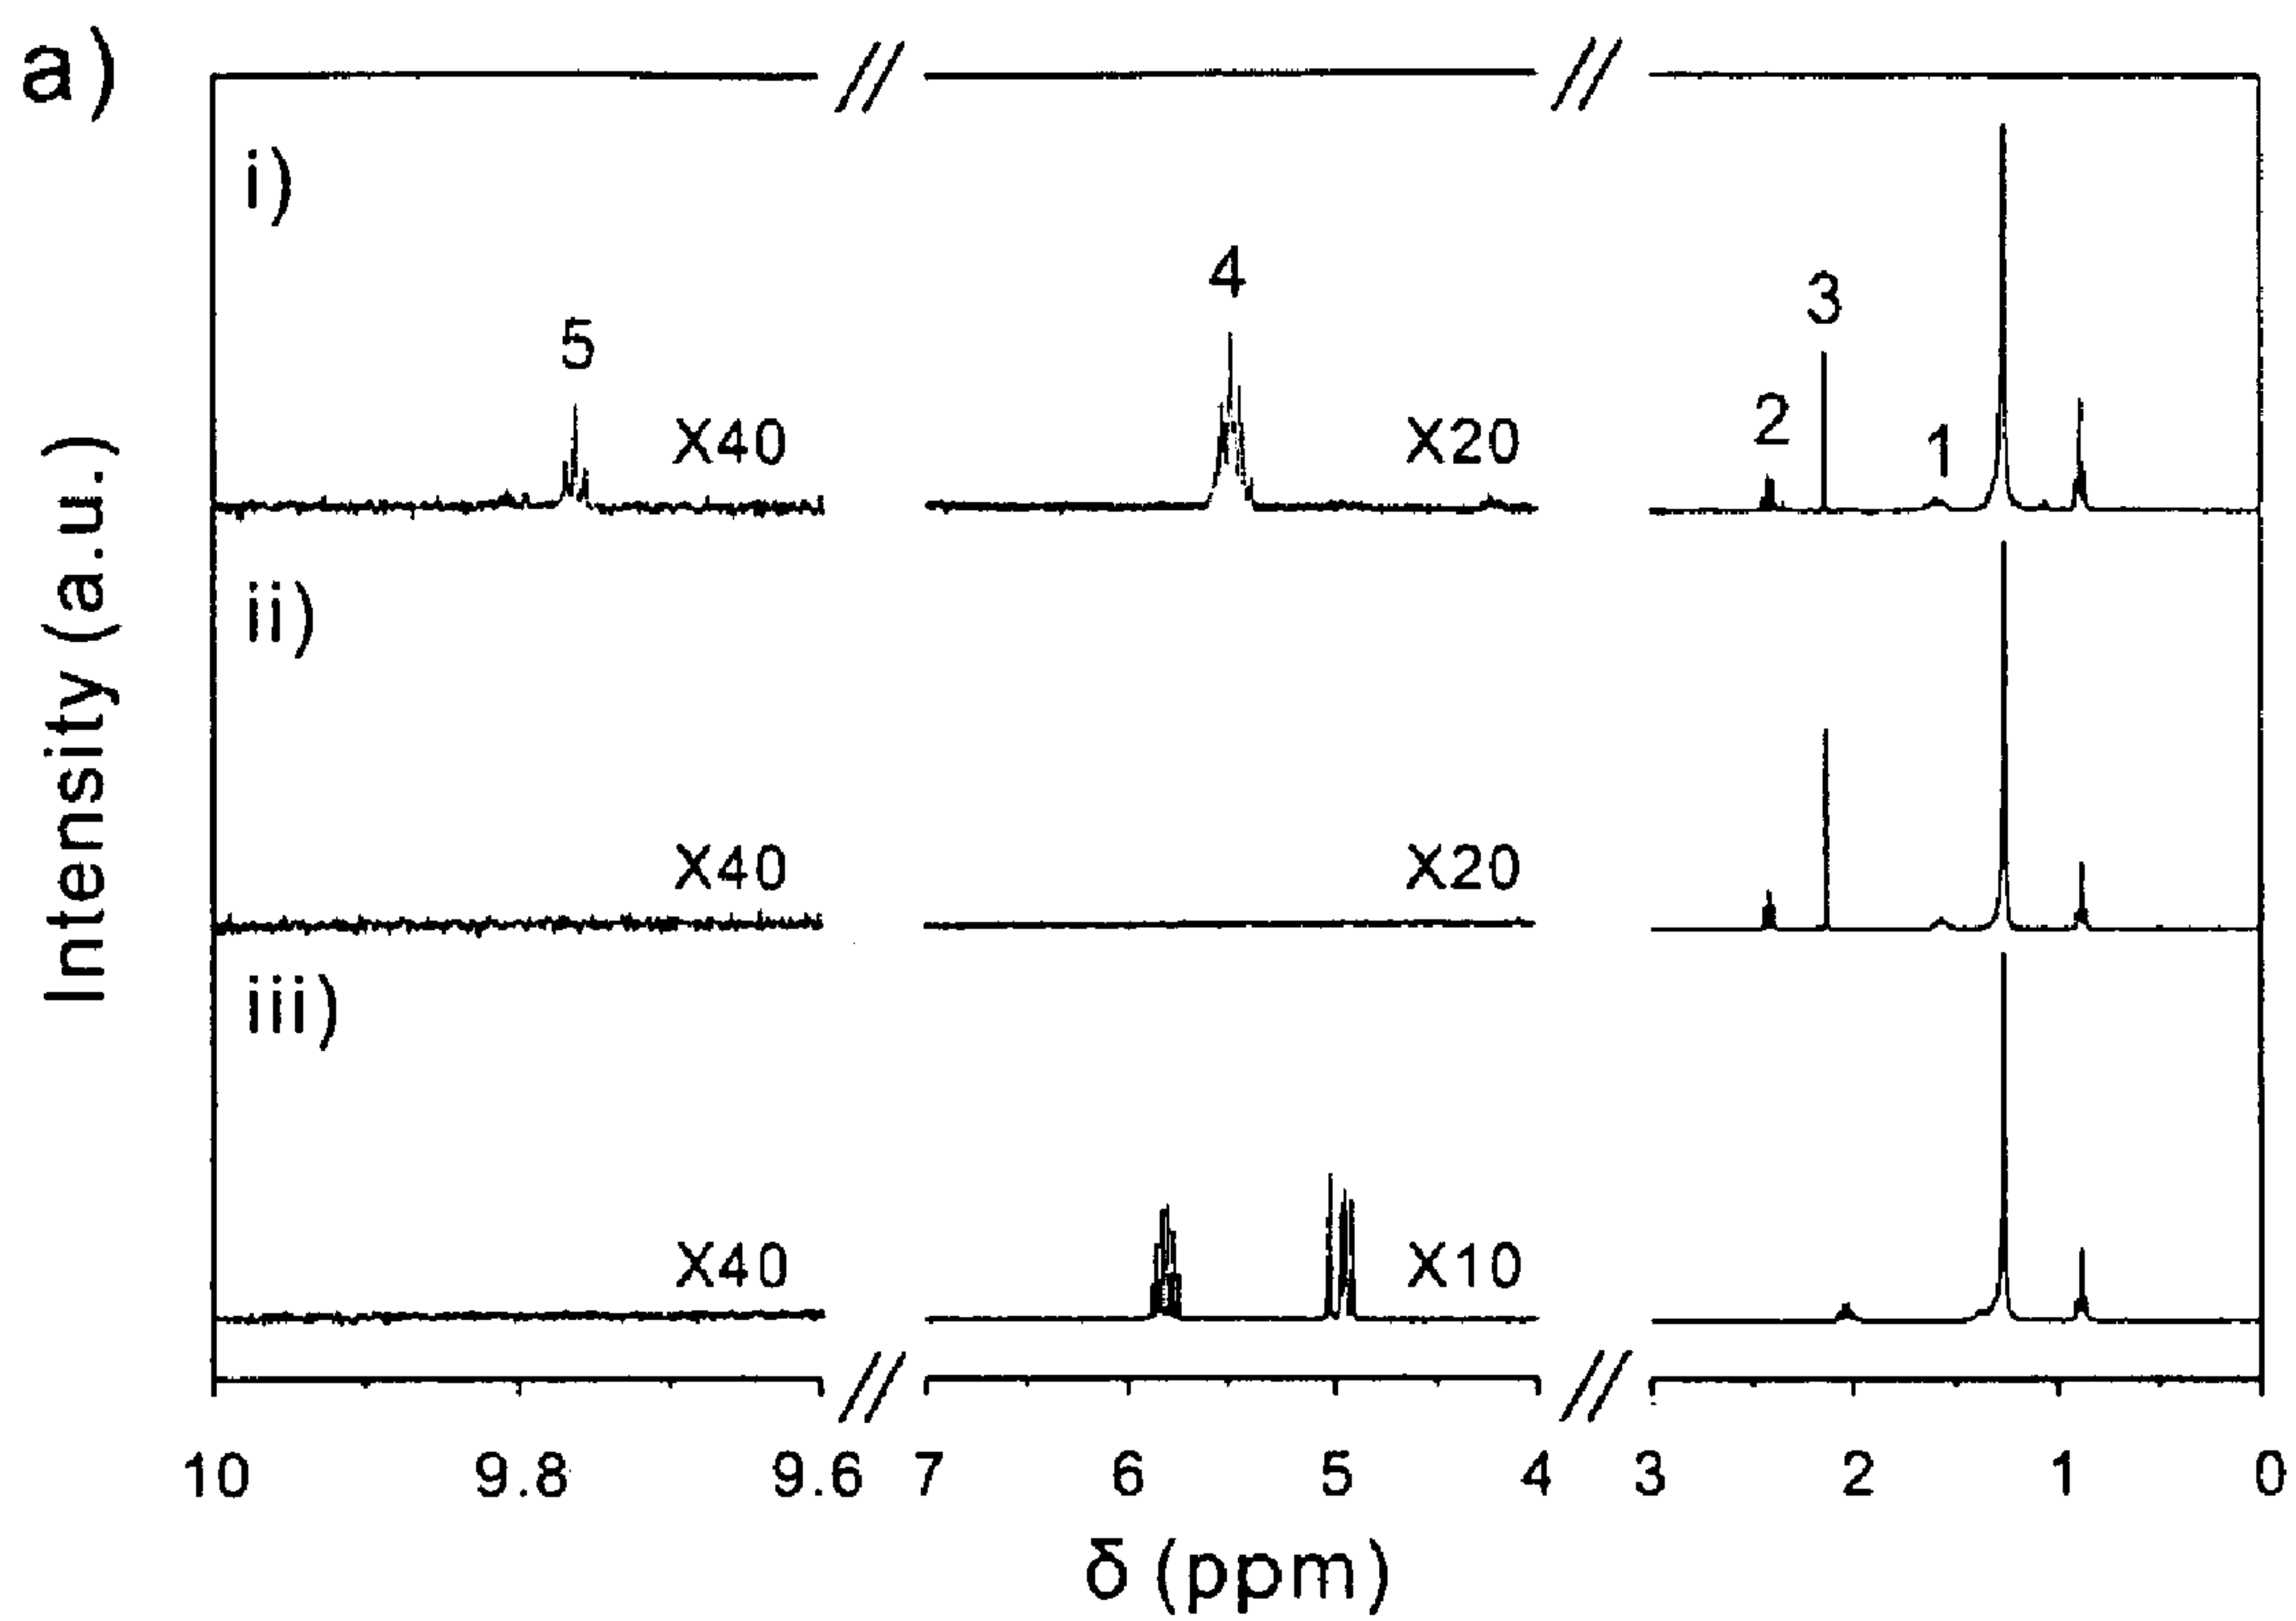 a)
i)
5
4
3
2
1
X40
X20
ii)
X40
X20
iii)
X40
X10
Intensity (a.u.)
10 9.8 9.6 7 6 5 4 3 2 1 0
δ (ppm)